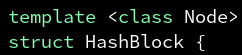 template <class Node>
struct HashBlock {